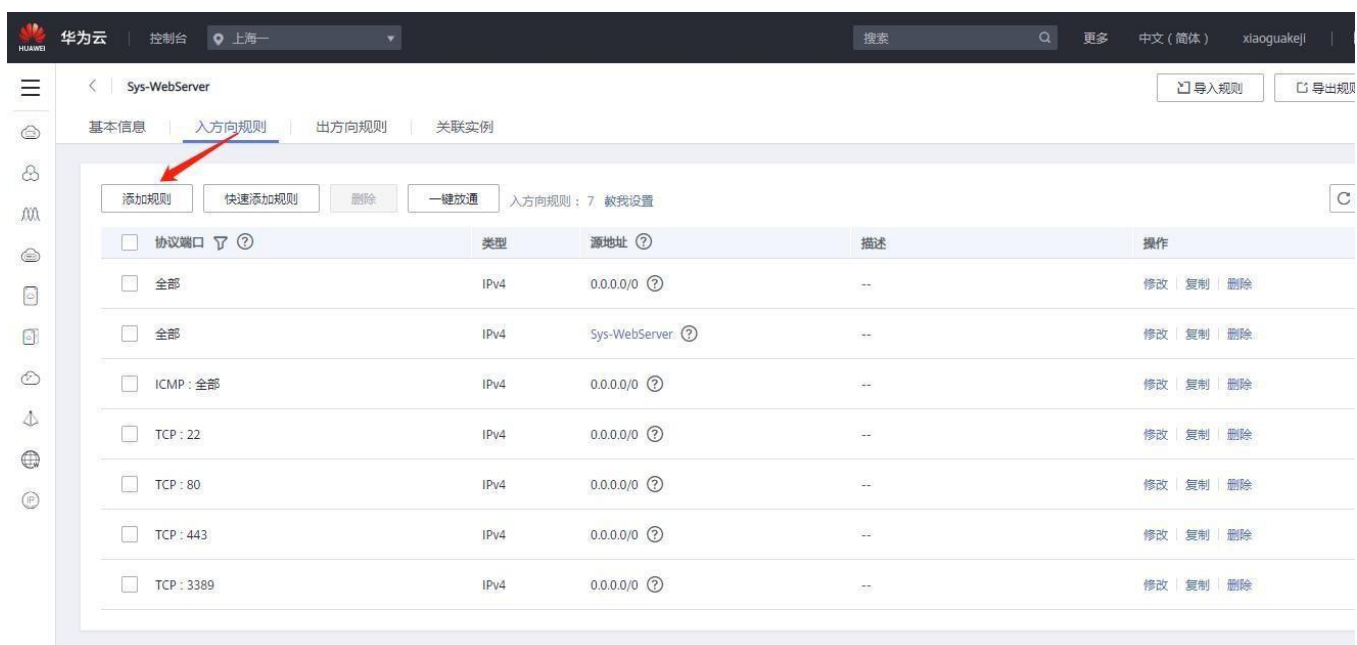 HUAWEI 华为云 控制台 上海一 搜索 更多 中文（简体） xiaoguakeji
Sys-WebServer 导入规则 导出规则
基本信息 入方向规则 出方向规则 关联实例
添加规则 快速添加规则 删除 一键放通 入方向规则：7 教我设置
协议端口 类型 源地址 描述 操作
全部 IPv4 0.0.0.0/0 -- 修改 复制 删除
全部 IPv4 Sys-WebServer -- 修改 复制 删除
ICMP : 全部 IPv4 0.0.0.0/0 -- 修改 复制 删除
TCP : 22 IPv4 0.0.0.0/0 -- 修改 复制 删除
TCP : 80 IPv4 0.0.0.0/0 -- 修改 复制 删除
TCP : 443 IPv4 0.0.0.0/0 -- 修改 复制 删除
TCP : 3389 IPv4 0.0.0.0/0 -- 修改 复制 删除
IP